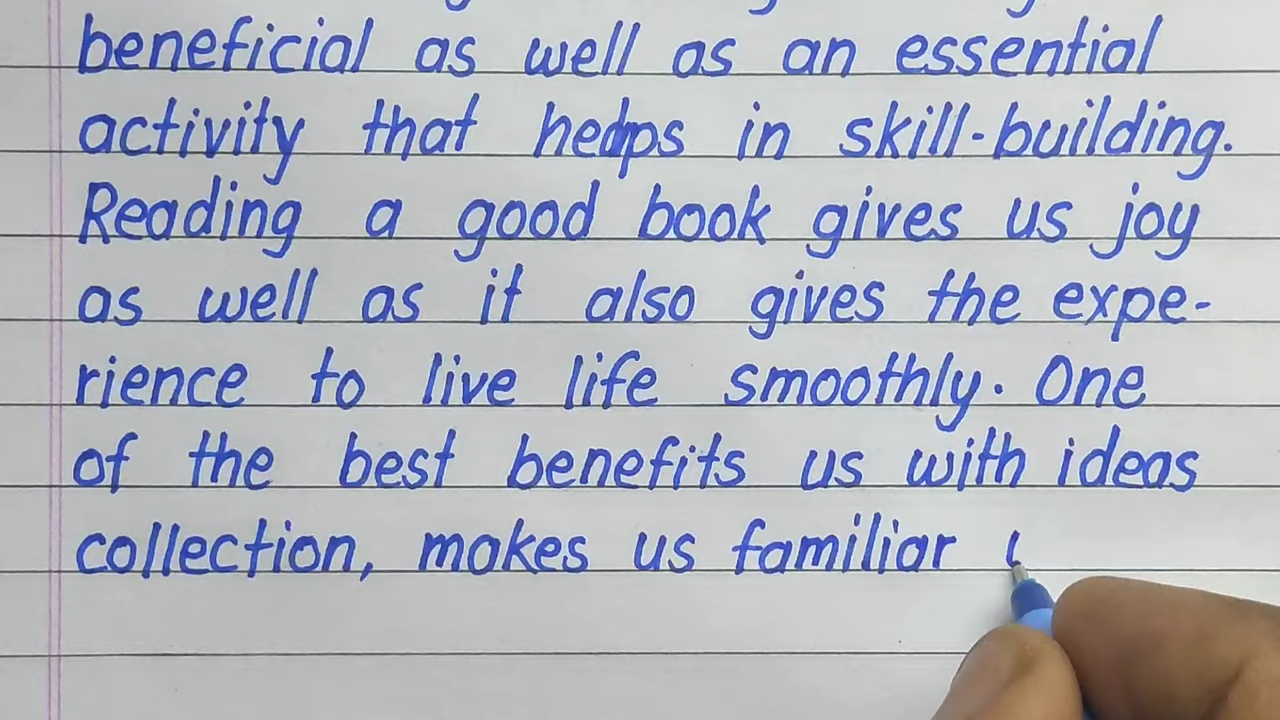 beneficial as well as an essential
activity that helps in skill-building.
Reading a good book gives us joy
as well as it also gives the expe-
rience to live life smoothly. One
of the best benefits us with ideas
collection, makes us familiar